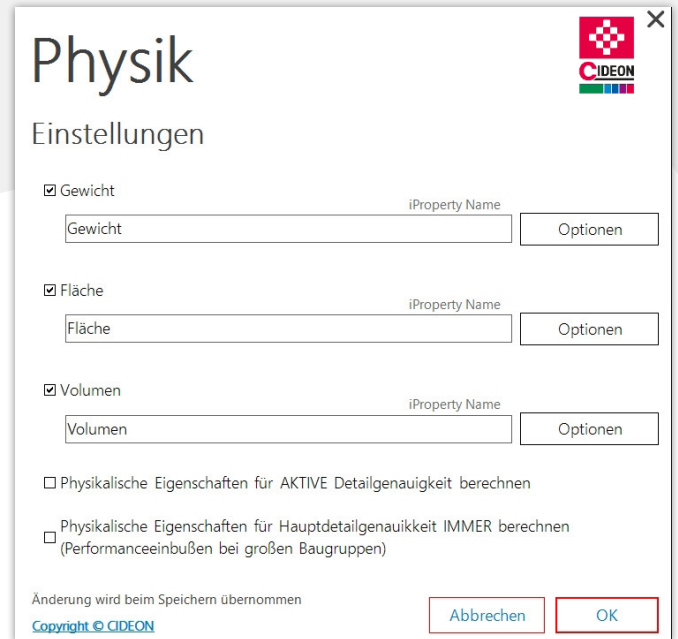 Physik
CIDEON
Einstellungen
Gewicht
iProperty Name
Gewicht
Optionen
Fläche
iProperty Name
Fläche
Optionen
Volumen
iProperty Name
Volumen
Optionen
Physikalische Eigenschaften für AKTIVE Detailgenauigkeit berechnen
Physikalische Eigenschaften für Hauptdetailgenauikkeit IMMER berechnen
(Performanceeinbußen bei großen Baugruppen)
Änderung wird beim Speichern übernommen
Abbrechen
OK
Copyright © CIDEON